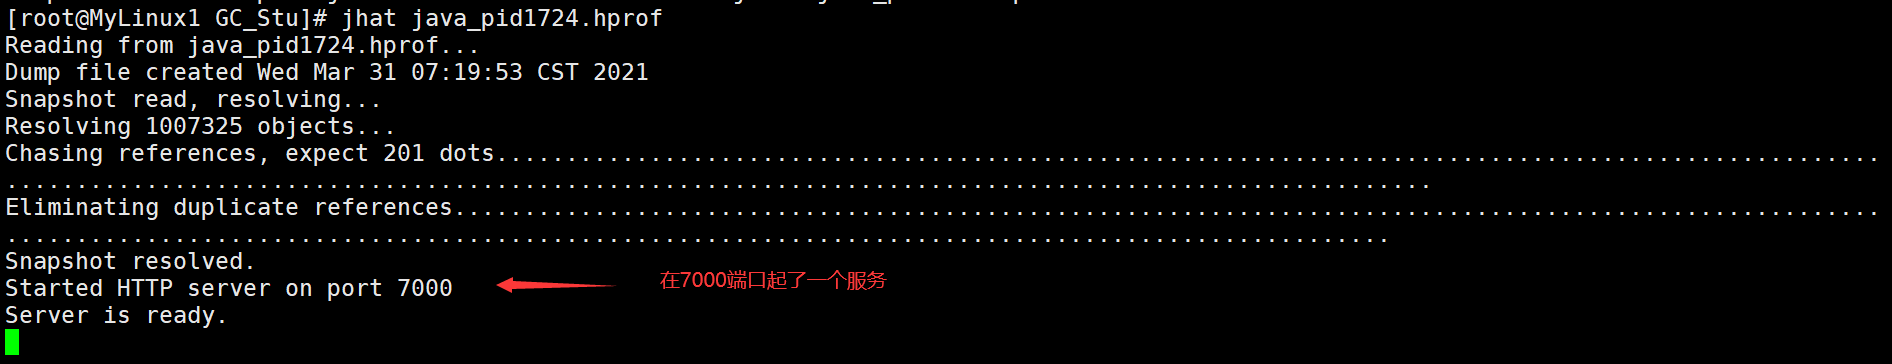 [root@MyLinux1 GC_Stu]# jhat java_pid1724.hprof
Reading from java_pid1724.hprof...
Dump file created Wed Mar 31 07:19:53 CST 2021
Snapshot read, resolving...
Resolving 1007325 objects...
Chasing references, expect 201 dots...................................................................................................
......................................................................................................
Eliminating duplicate references......................................................................................................
...................................................................................................
Snapshot resolved.
Started HTTP server on port 7000
在7000端口起了一个服务
Server is ready.